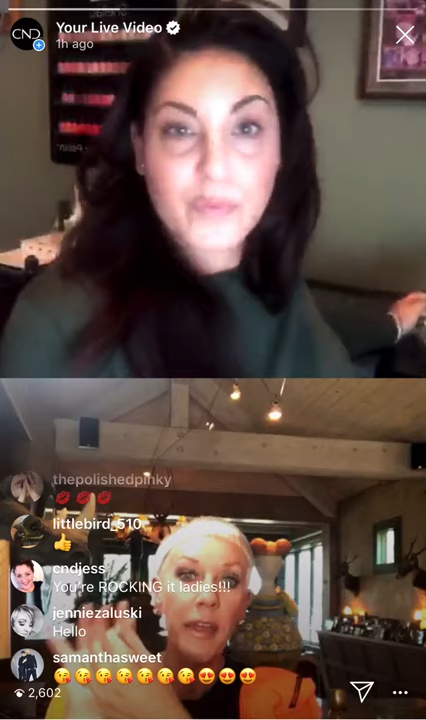 CND
Your Live Video
1h ago
thepolishedpinky
💋💋💋
littlebird_510
👍
cndjess
You're ROCKING it ladies!!!
jenniezaluski
Hello
samanthasweet
😘😘😘😘😘😘😍😍😍
2,602